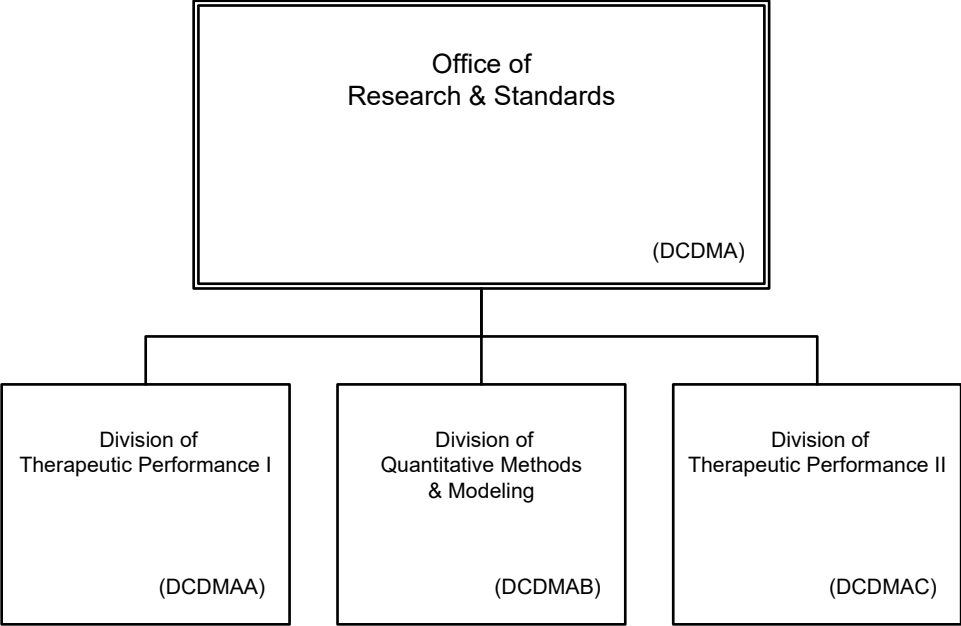 Office of
Research & Standards
(DCDMA)
Division of
Therapeutic Performance I
(DCDMAA)
Division of
Quantitative Methods
& Modeling
(DCDMAB)
Division of
Therapeutic Performance II
(DCDMAC)